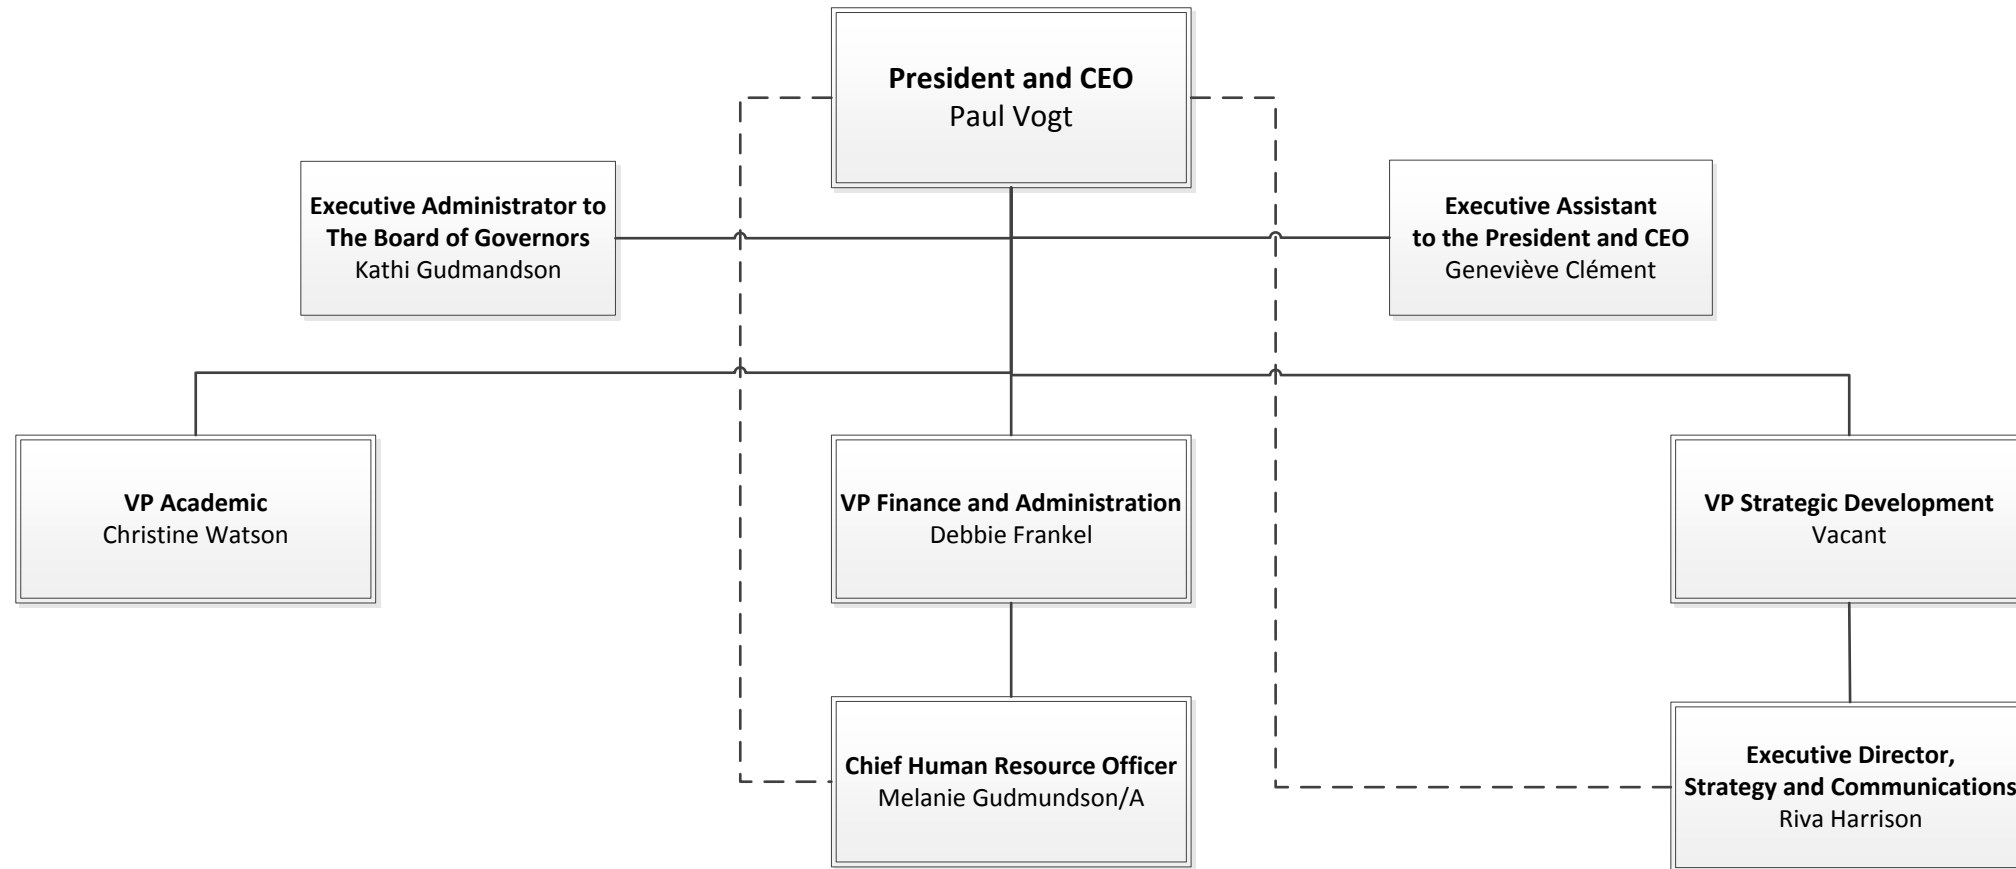 President and CEO
Paul Vogt
Executive Administrator to
The Board of Governors
Kathi Gudmandson
Executive Assistant
to the President and CEO
Geneviève Clément
VP Academic
Christine Watson
VP Finance and Administration
Debbie Frankel
VP Strategic Development
Vacant
Chief Human Resource Officer
Melanie Gudmundson/A
Executive Director,
Strategy and Communications
Riva Harrison